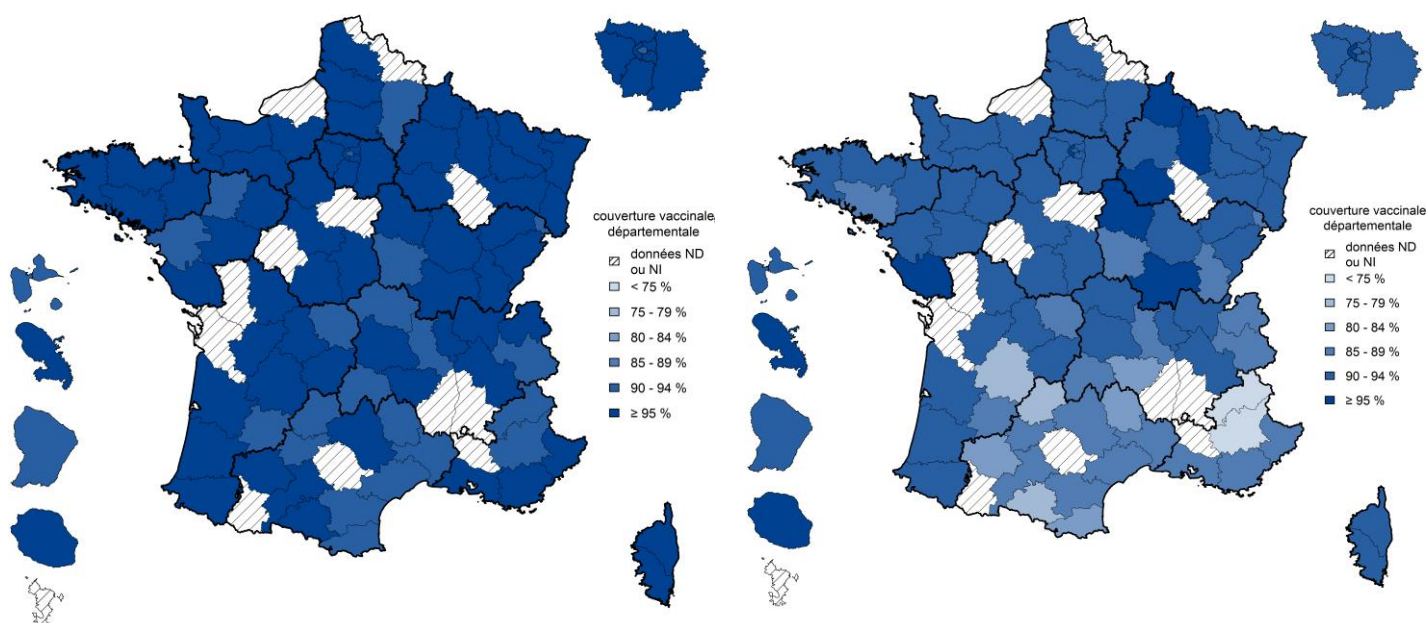 couverture vaccinale
départementale
données ND
ou NI
< 75 %
75 - 79 %
80 - 84 %
85 - 89 %
90 - 94 %
≥ 95 %
couverture vaccinale
départementale
données ND
ou NI
< 75 %
75 - 79 %
80 - 84 %
85 - 89 %
90 - 94 %
≥ 95 %